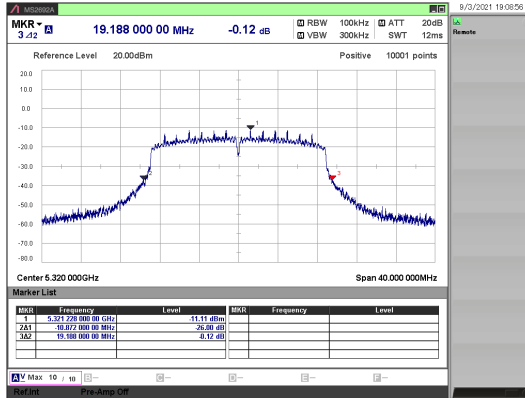 MS2692A
9/3/2021 19:08:56
MKR
3 Δ2 A
19.188 000 00 MHz
-0.12 dB
RBW 100kHz
VBW 300kHz
ATT 20dB
SWT 12ms
Remote
Reference Level 20.00dBm
Positive 10001 points
20.0
10.0
0.0
-10.0
-20.0
-30.0
-40.0
-50.0
-60.0
-70.0
-80.0
1
2
3
Center 5.320 000GHz
Span 40.000 000MHz
Marker List
MKR Frequency Level MKR Frequency Level
1 5.321 228 000 00 GHz -11.11 dBm
2Δ1 -10.872 000 00 MHz -26.00 dB
3Δ2 19.188 000 00 MHz -0.12 dB
A V Max 10 / 10 B-- C-- D-- E-- F--
Ref.Int Pre-Amp Off